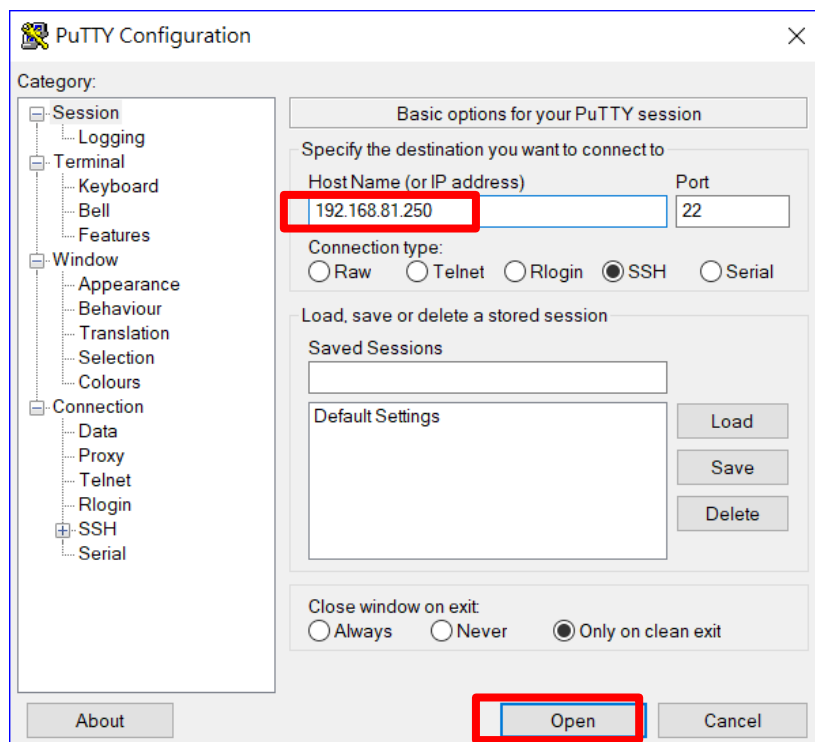 PuTTY Configuration
Category:
Session
Logging
Terminal
Keyboard
Bell
Features
Window
Appearance
Behaviour
Translation
Selection
Colours
Connection
Data
Proxy
Telnet
Rlogin
SSH
Serial
Basic options for your PuTTY session
Specify the destination you want to connect to
Host Name (or IP address) Port
192.168.81.250 22
Connection type:
Raw Telnet Rlogin SSH Serial
Load, save or delete a stored session
Saved Sessions
Default Settings
Load
Save
Delete
Close window on exit:
Always Never Only on clean exit
About Open Cancel